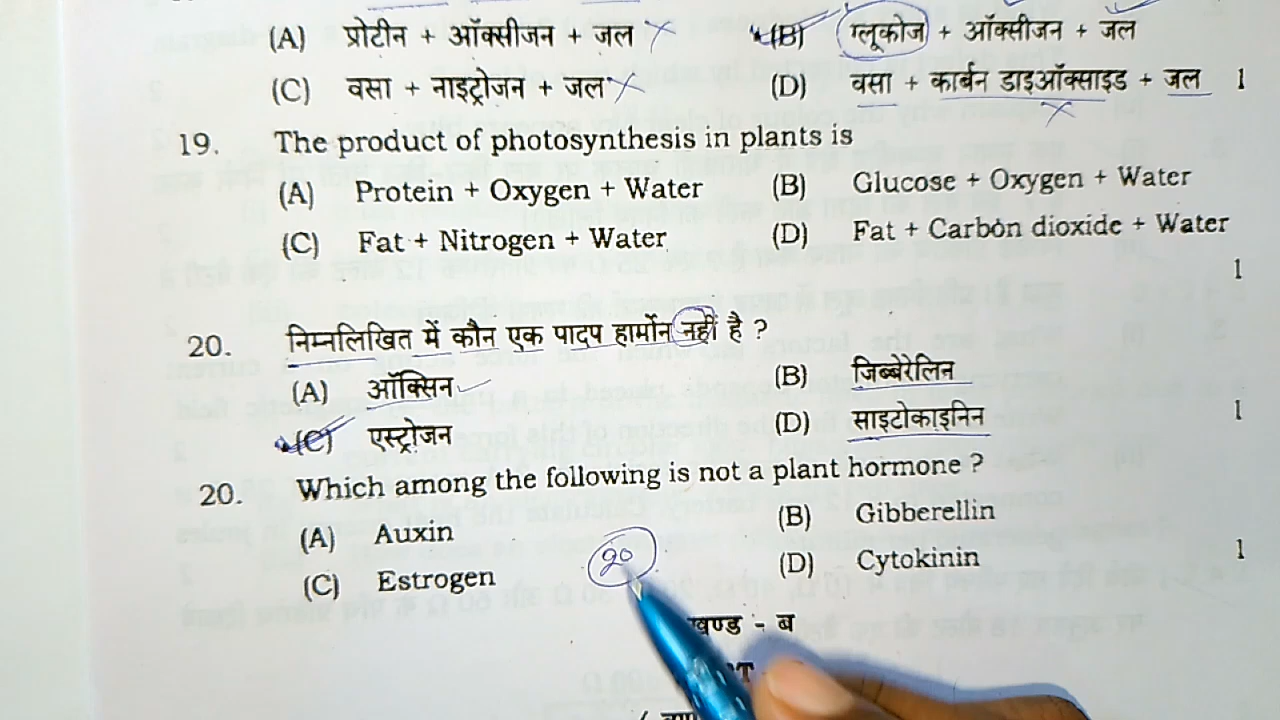 (A) प्रोटीन + ऑक्सीजन + जल (B) ग्लूकोज + ऑक्सीजन + जल
(C) वसा + नाइट्रोजन + जल (D) वसा + कार्बन डाइऑक्साइड + जल 1
19. The product of photosynthesis in plants is
(A) Protein + Oxygen + Water (B) Glucose + Oxygen + Water
(C) Fat + Nitrogen + Water (D) Fat + Carbon dioxide + Water
1
20. निम्नलिखित में कौन एक पादप हार्मोन नहीं है ?
(A) ऑक्सिन (B) जिब्बेरेलिन
(C) एस्ट्रोजन (D) साइटोकाइनिन 1
20. Which among the following is not a plant hormone ?
(A) Auxin (B) Gibberellin
(C) Estrogen (D) Cytokinin 1
20
खण्ड - ब